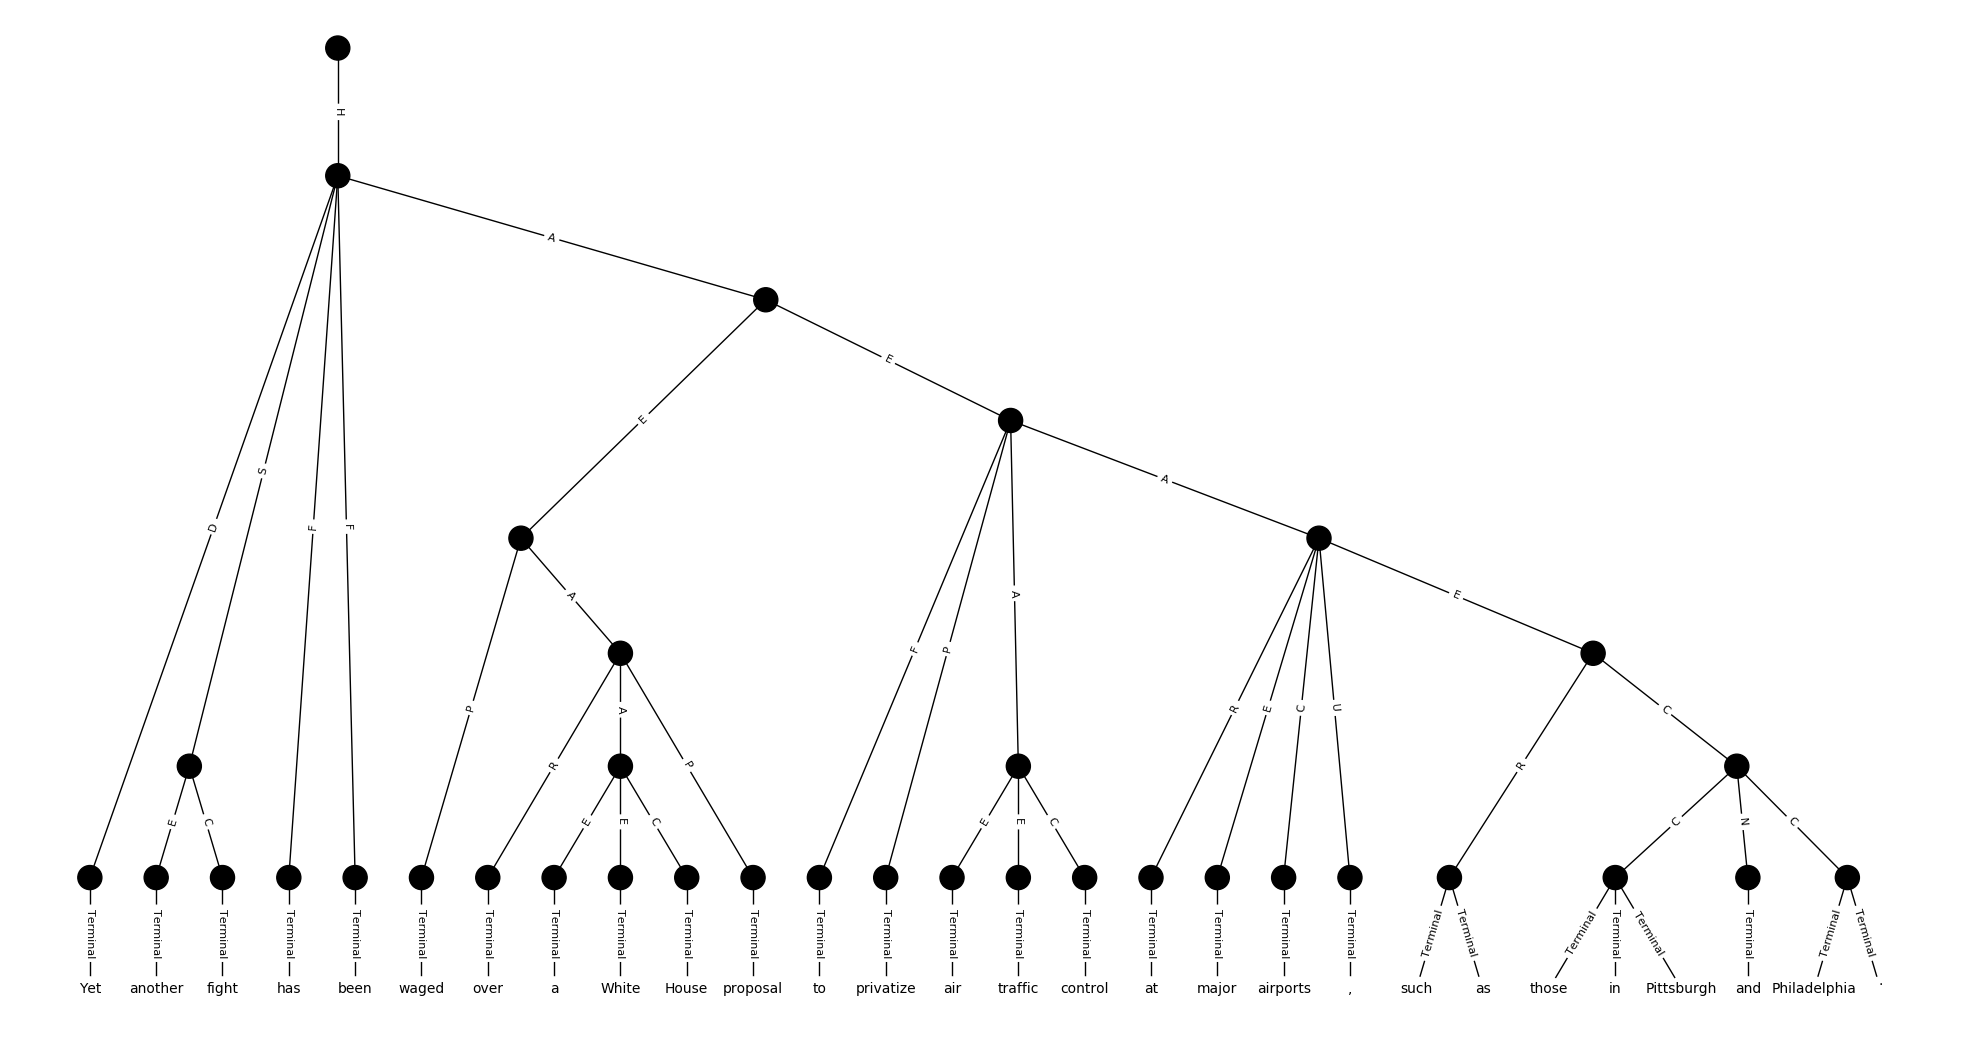 H
A
E
E
A
S
D
F
F
A
E
P
A
F
P
A
R
E
C
U
R
C
R
A
P
E
C
E
E
C
E
E
C
C
N
C
Terminal Terminal Terminal Terminal Terminal Terminal Terminal Terminal Terminal Terminal Terminal Terminal Terminal Terminal Terminal Terminal Terminal Terminal Terminal Terminal Terminal Terminal Terminal Terminal Terminal Terminal Terminal Terminal
Yet another fight has been waged over a White House proposal to privatize air traffic control at major airports , such as those in Pittsburgh and Philadelphia .